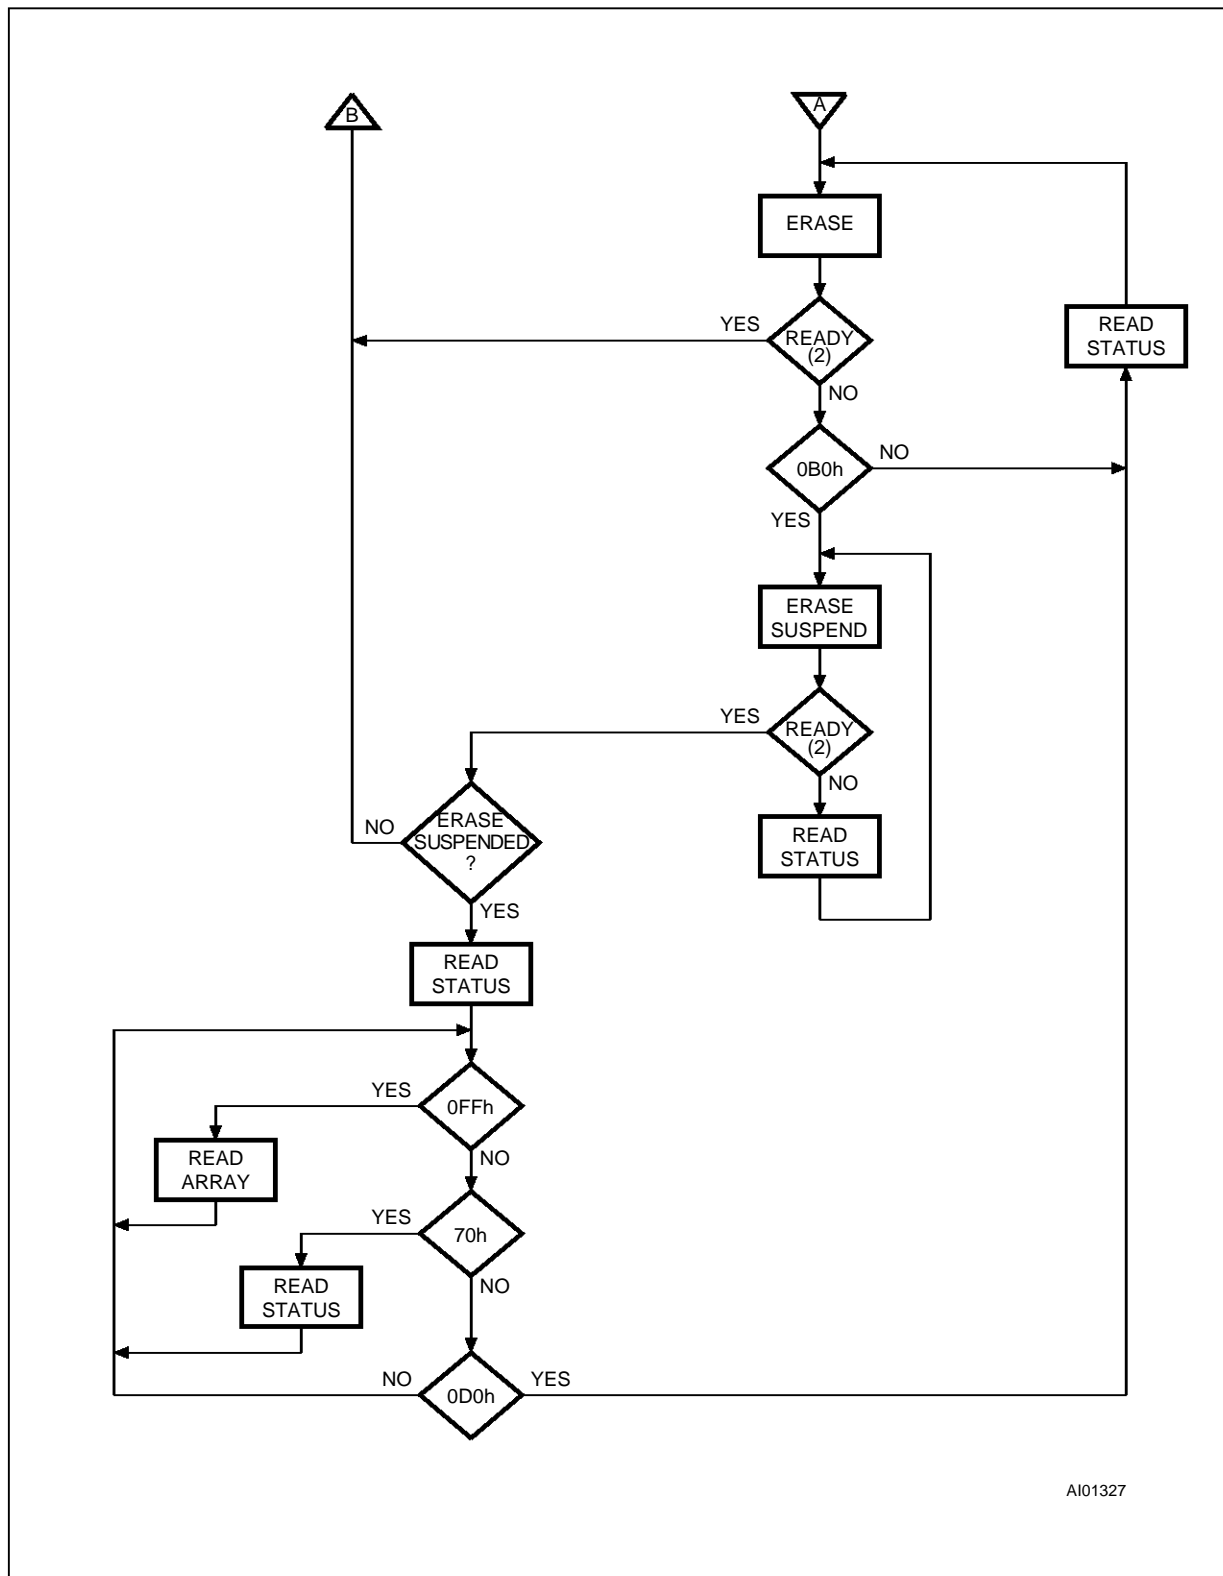 B
A
ERASE
YES
READY
(2)
READ
STATUS
NO
0B0h
NO
YES
ERASE
SUSPEND
YES
READY
(2)
NO
NO
ERASE
SUSPENDED
?
READ
STATUS
YES
READ
STATUS
YES
0FFh
READ
ARRAY
NO
YES
70h
READ
STATUS
NO
NO
0D0h
YES
AI01327